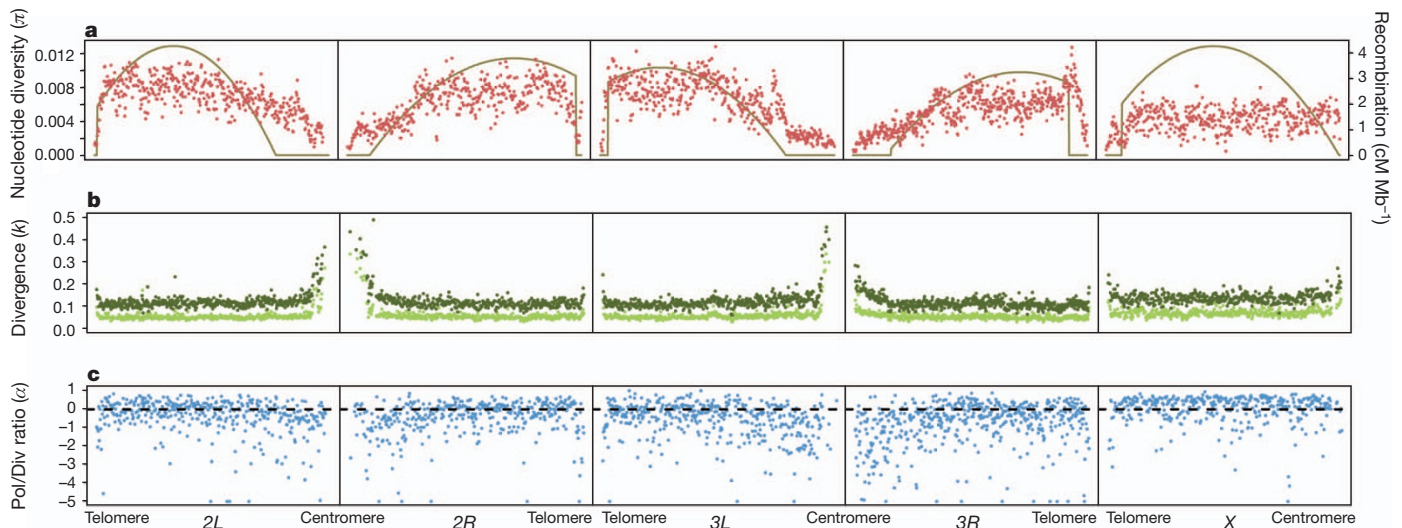 a
Nucleotide diversity (π)
0.012
0.008
0.004
0.000
4
3
2
1
0
Recombination (cM Mb⁻¹)
b
Divergence (k)
0.5
0.4
0.3
0.2
0.1
0.0
c
Pol/Div ratio (α)
1
0
−1
−2
−3
−4
−5
Telomere 2L Centromere 2R Telomere Telomere 3L Centromere 3R Telomere Telomere X Centromere